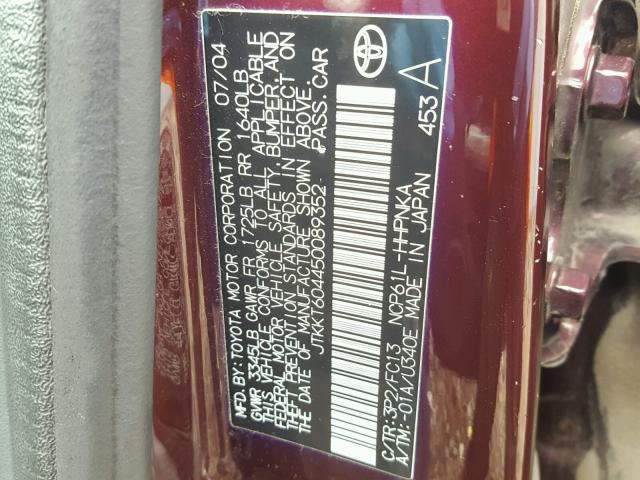 MFD. BY: TOYOTA MOTOR CORPORATION 07/04
GVWR 3345LB GAWR FR 1725LB RR 1640LB
THIS VEHICLE CONFORMS TO ALL APPLICABLE
FEDERAL MOTOR VEHICLE SAFETY, BUMPER, AND
THEFT PREVENTION STANDARDS IN EFFECT ON
THE DATE OF MANUFACTURE SHOWN ABOVE.
JTKKT604450089352 PASS. CAR
C/TR: 3P2/FC13 NCP61L-HHPNKA
A/TM: -01A/U340E MADE IN JAPAN 453 A